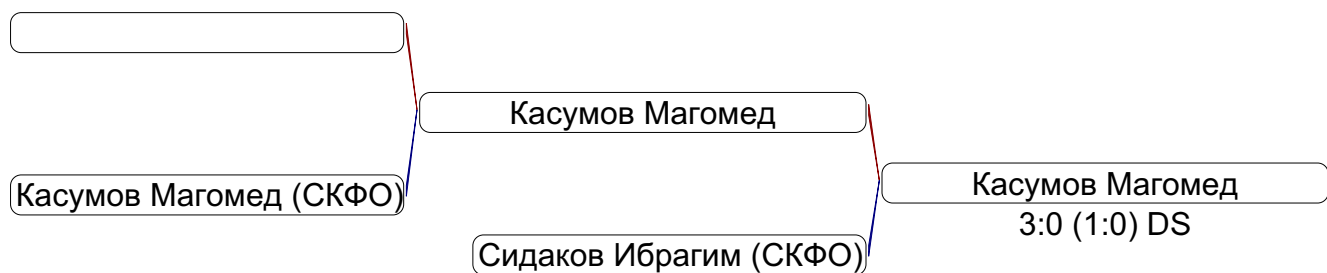 Касумов Магомед
Касумов Магомед (СКФО)
Касумов Магомед
3:0 (1:0) DS
Сидаков Ибрагим (СКФО)